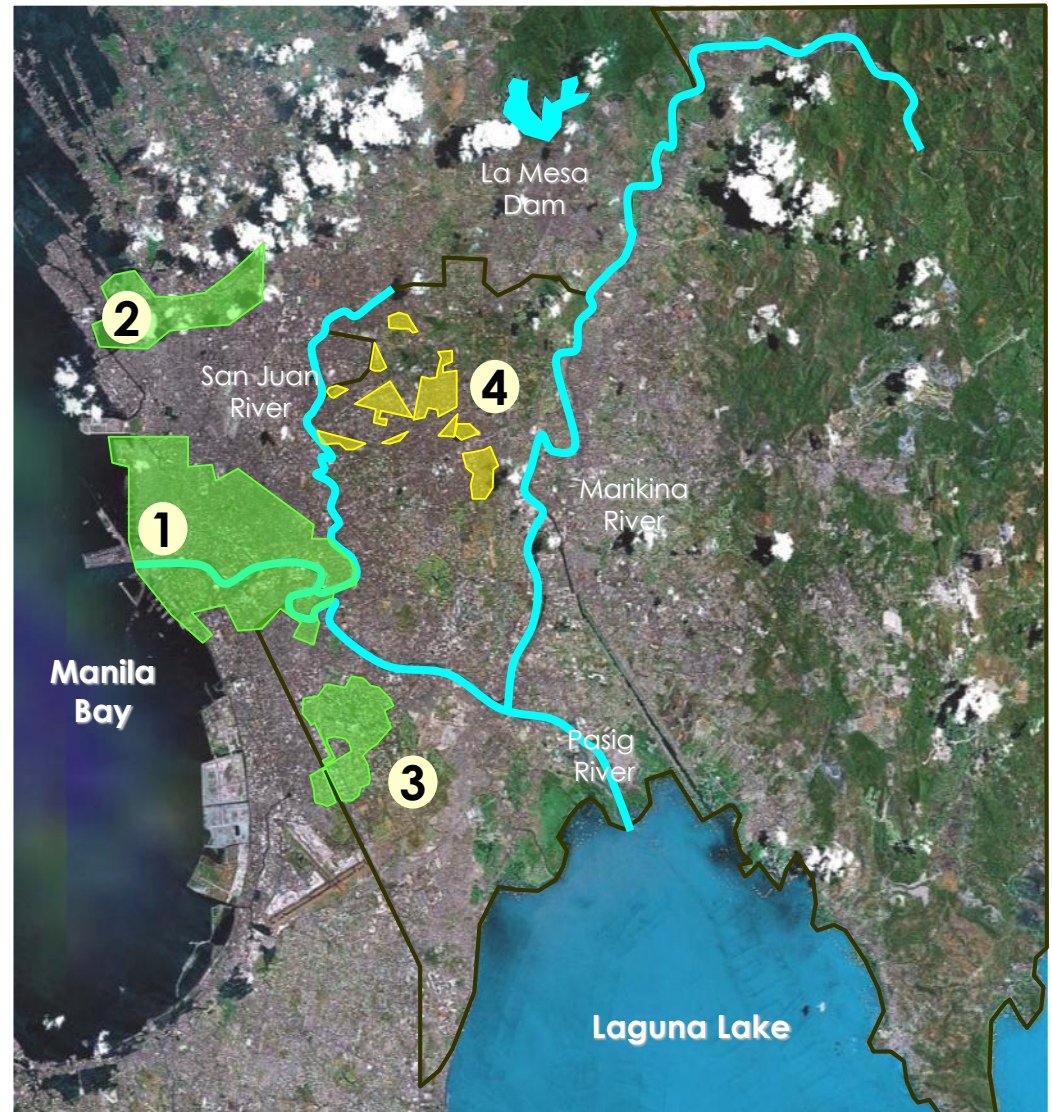 La Mesa
Dam
2
San Juan
River
4
1
Marikina
River
Manila
Bay
Pasig
River
3
Laguna Lake